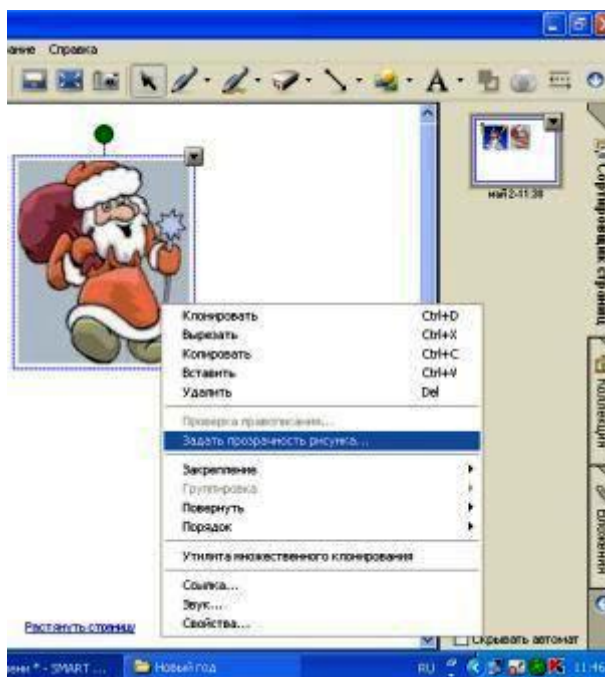 ание Справка
май 2-11:38
Сортировщик страниц
Коллекция
Вложения
Клонировать Ctrl+D
Вырезать Ctrl+X
Копировать Ctrl+C
Вставить Ctrl+V
Удалить Del
Проверка правописания...
Задать прозрачность рисунка...
Закрепление
Группировка
Повернуть
Порядок
Утилита множественного клонирования
Ссылка...
Звук...
Свойства...
Растянуть страницу
Скрывать автомат
ени * - SMART ...
Новый год
RU
11:46